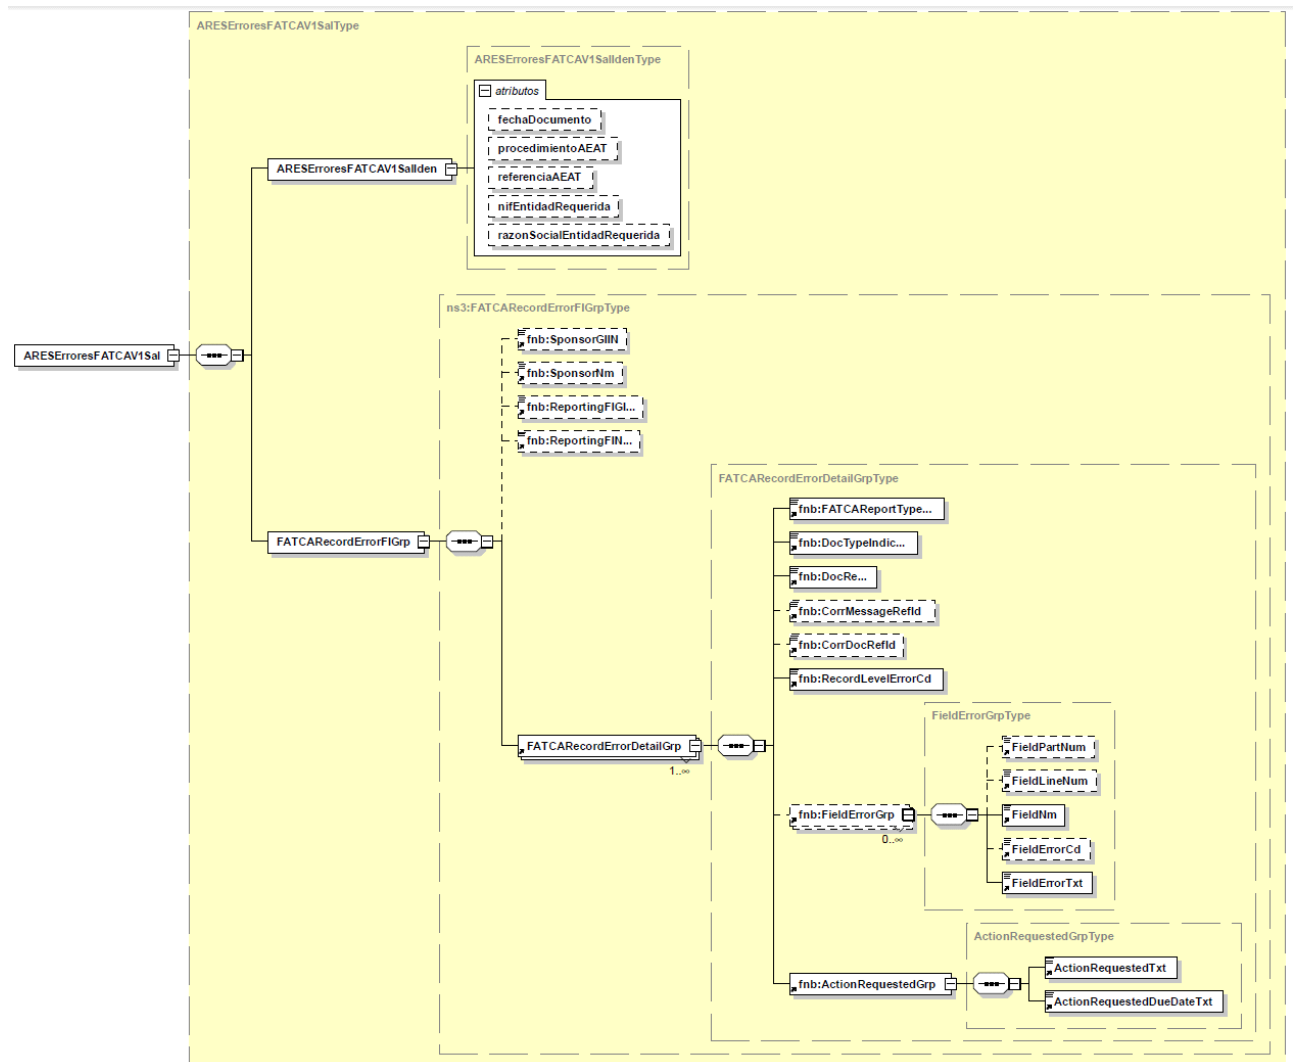 ARESErroresFATCAV1SalType
ARESErroresFATCAV1SalIdenType
atributos
fechaDocumento
procedimientoAEAT
ARESErroresFATCAV1SalIden
referenciaAEAT
nifEntidadRequerida
razonSocialEntidadRequerida
ns3:FATCARecordErrorFIGrpType
fnb:SponsorGIIN
ARESErroresFATCAV1Sal
fnb:SponsorNm
fnb:ReportingFIGI...
fnb:ReportingFIN...
FATCARecordErrorDetailGrpType
fnb:FATCAReportType...
FATCARecordErrorFIGrp
fnb:DocTypeIndic...
fnb:DocRe...
fnb:CorrMessageRefId
fnb:CorrDocRefId
fnb:RecordLevelErrorCd
FieldErrorGrpType
FATCARecordErrorDetailGrp
1..∞
FieldPartNum
FieldLineNum
fnb:FieldErrorGrp
0..∞
FieldNm
FieldErrorCd
FieldErrorTxt
ActionRequestedGrpType
ActionRequestedTxt
fnb:ActionRequestedGrp
ActionRequestedDueDateTxt